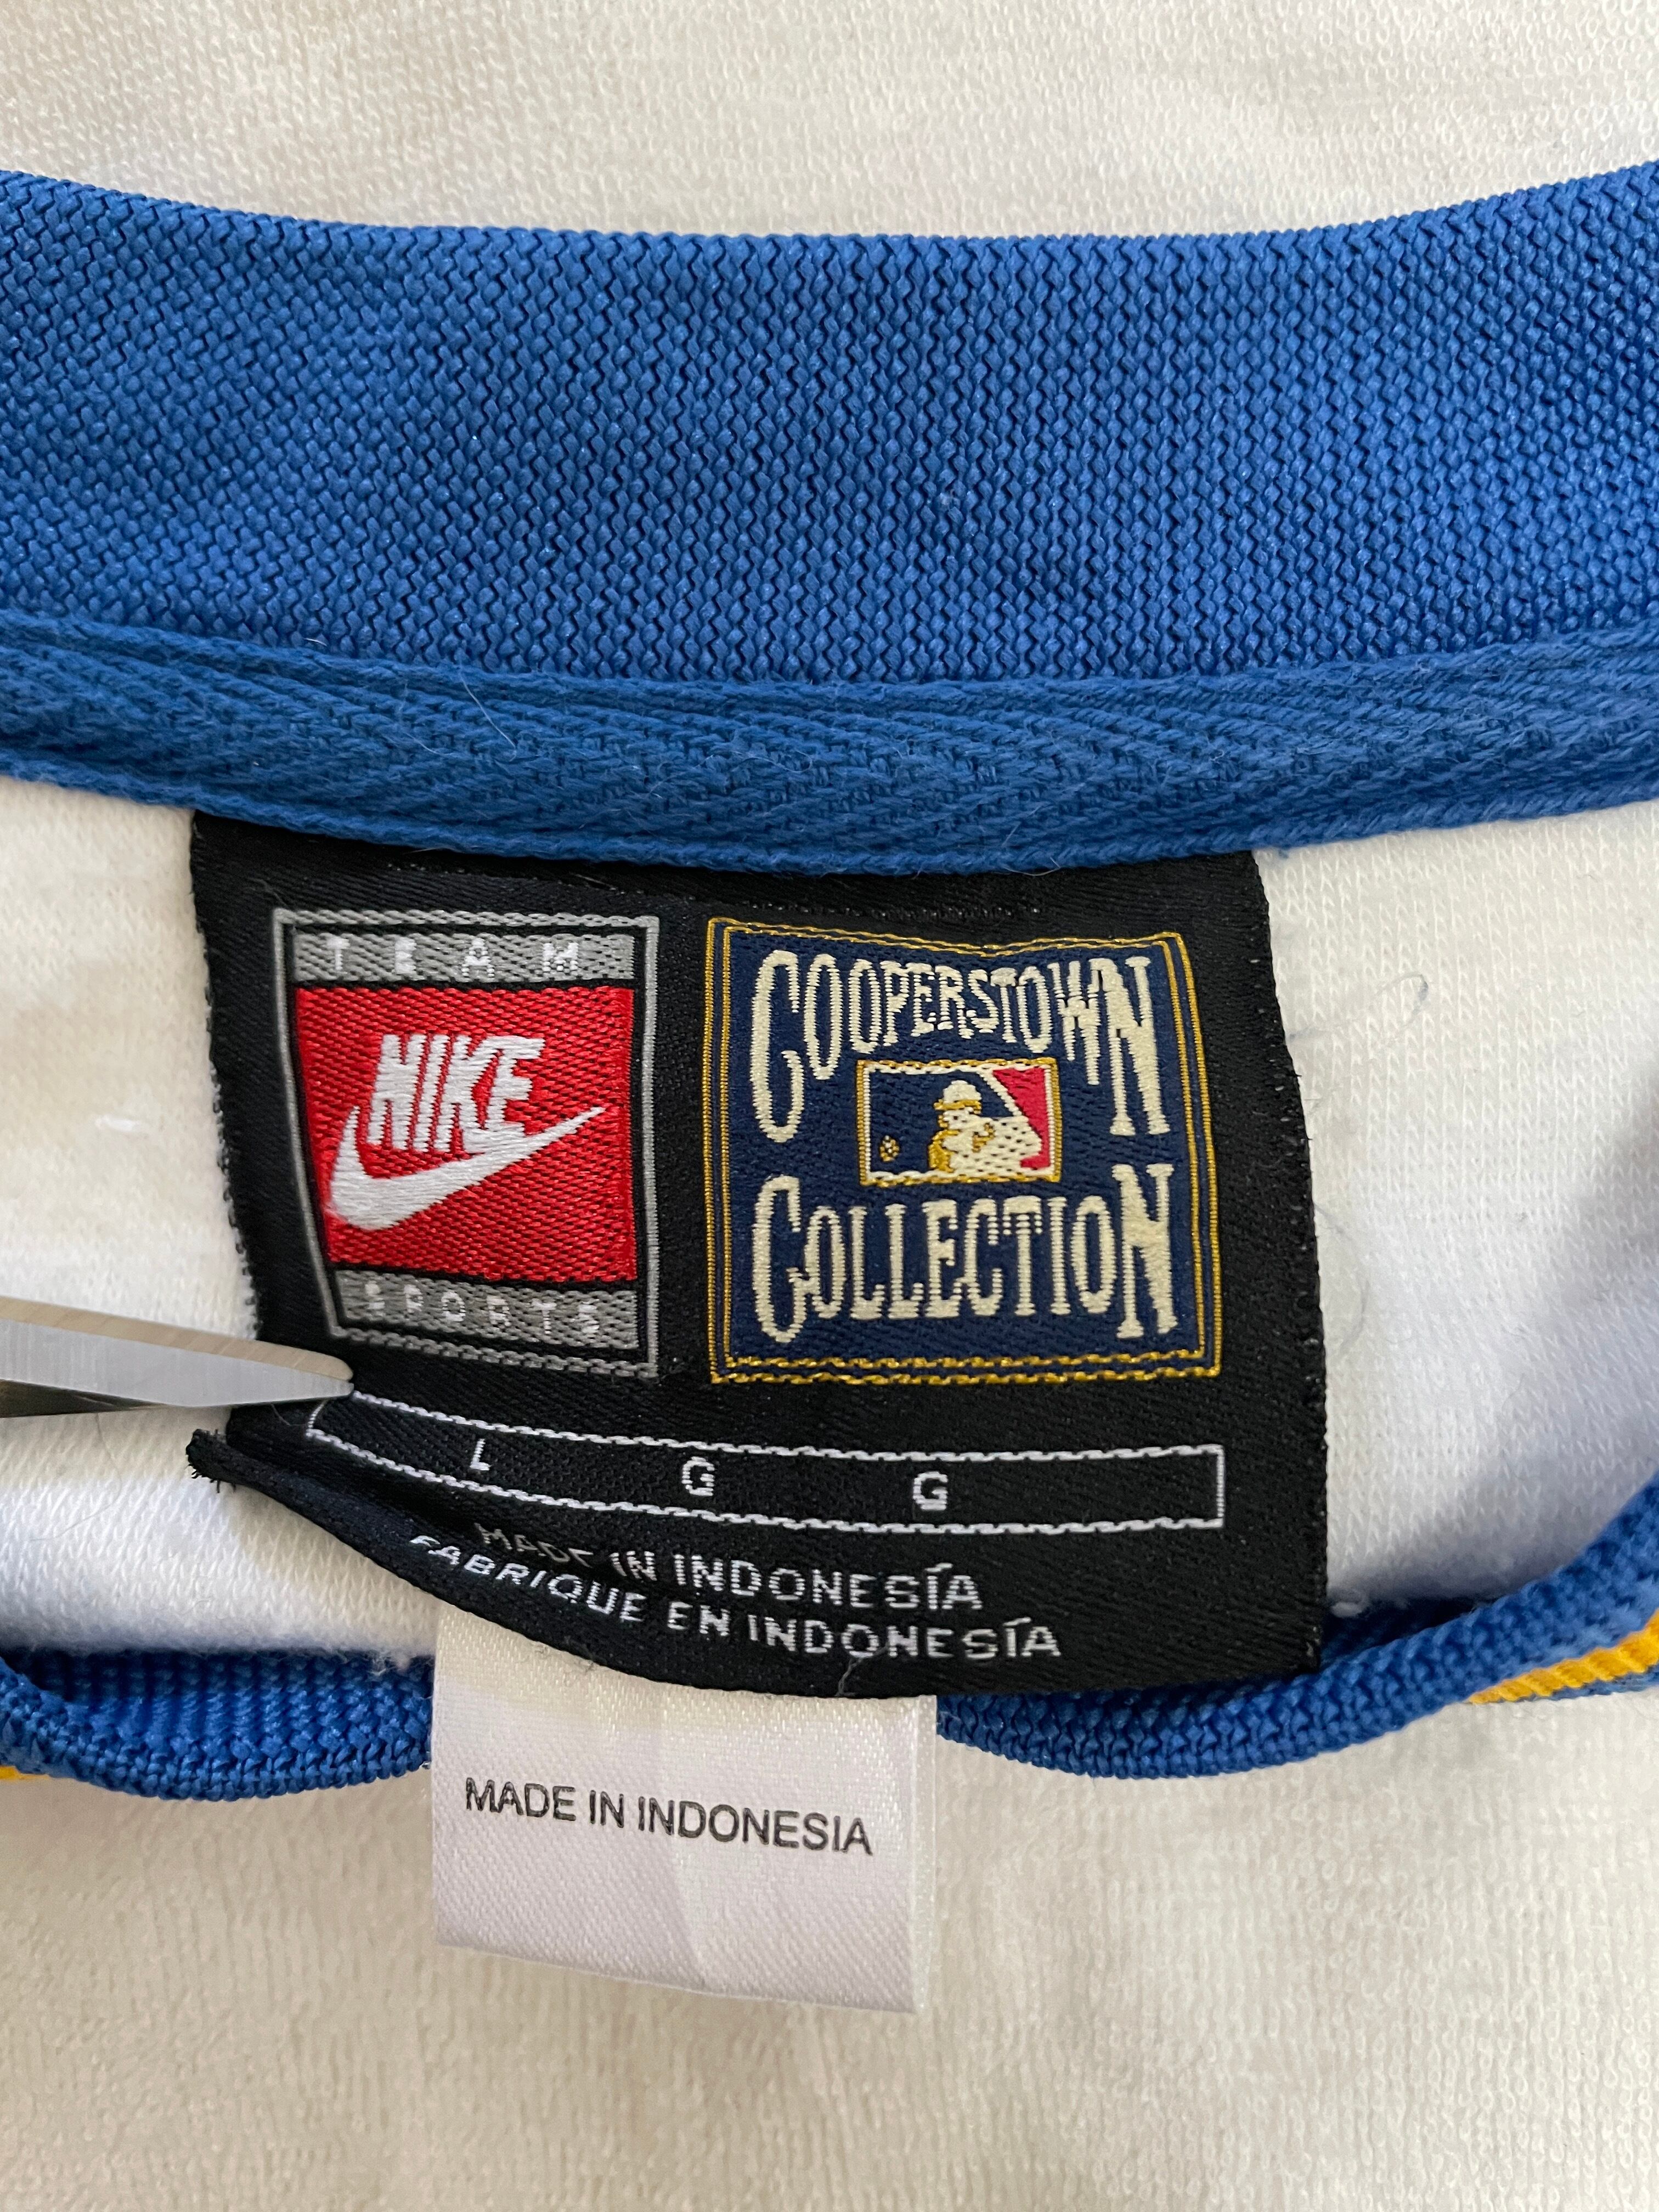 TEAM
NIKE
SPORTS
COOPERSTOWN
COLLECTION
L G G
MADE IN INDONESÍA
FABRIQUE EN INDONESÍA
MADE IN INDONESIA